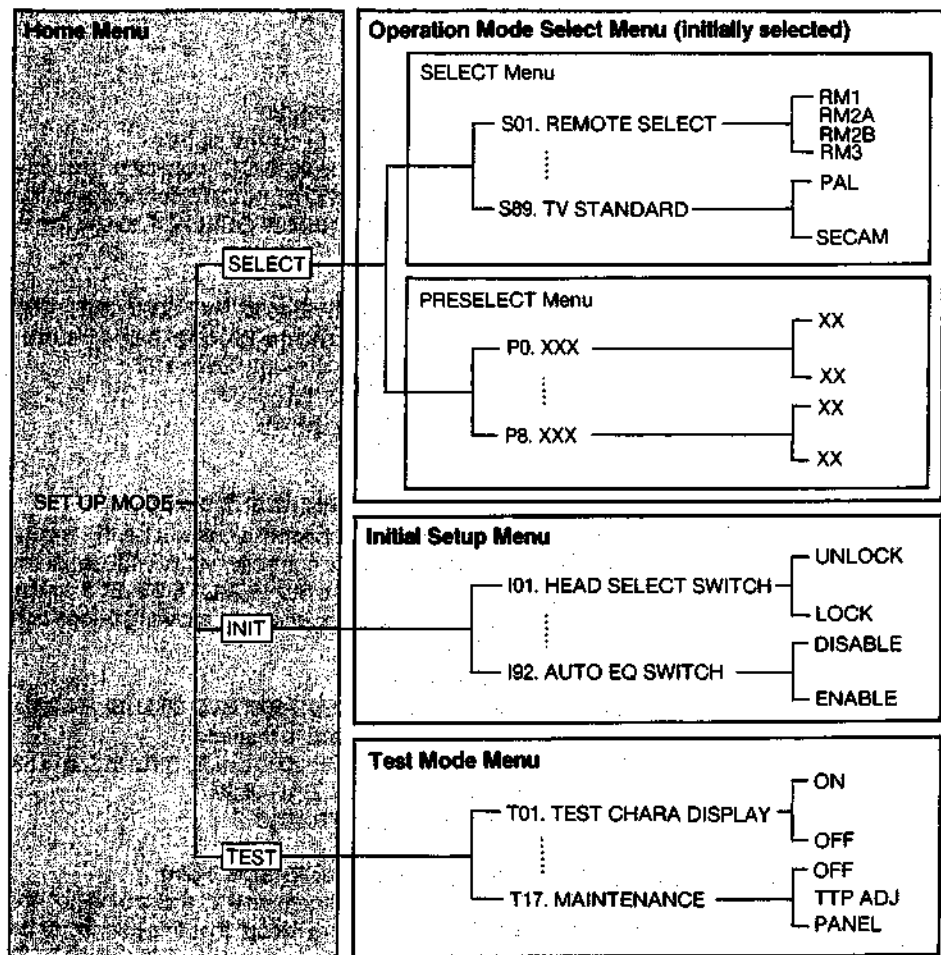 Home Menu
SET UP MODE
SELECT
INIT
TEST
Operation Mode Select Menu (initially selected)
SELECT Menu
S01. REMOTE SELECT
RM1
RM2A
RM2B
RM3
S89. TV STANDARD
PAL
SECAM
PRESELECT Menu
P0. XXX
XX
XX
P8. XXX
XX
XX
Initial Setup Menu
I01. HEAD SELECT SWITCH
UNLOCK
LOCK
I92. AUTO EQ SWITCH
DISABLE
ENABLE
Test Mode Menu
T01. TEST CHARA DISPLAY
ON
OFF
T17. MAINTENANCE
OFF
TTP ADJ
PANEL